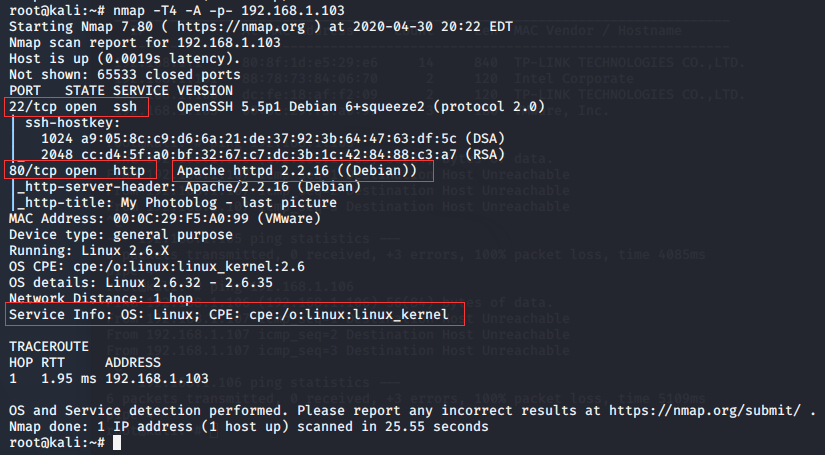 root@kali:~# nmap -T4 -A -p- 192.168.1.103
Starting Nmap 7.80 ( https://nmap.org ) at 2020-04-30 20:22 EDT
Nmap scan report for 192.168.1.103
Host is up (0.0019s latency).
Not shown: 65533 closed ports
PORT   STATE SERVICE VERSION
22/tcp open  ssh     OpenSSH 5.5p1 Debian 6+squeeze2 (protocol 2.0)
| ssh-hostkey:
|   1024 a9:05:8c:c9:d6:6a:21:de:37:92:3b:64:47:63:df:5c (DSA)
|_  2048 cc:d4:5f:a0:bf:32:67:c7:dc:3b:1c:42:84:88:c3:a7 (RSA)
80/tcp open  http    Apache httpd 2.2.16 ((Debian))
|_http-server-header: Apache/2.2.16 (Debian)
|_http-title: My Photoblog - last picture
MAC Address: 00:0C:29:F5:A0:99 (VMware)
Device type: general purpose
Running: Linux 2.6.X
OS CPE: cpe:/o:linux:linux_kernel:2.6
OS details: Linux 2.6.32 - 2.6.35
Network Distance: 1 hop
Service Info: OS: Linux; CPE: cpe:/o:linux:linux_kernel
TRACEROUTE
HOP RTT     ADDRESS
1   1.95 ms 192.168.1.103
OS and Service detection performed. Please report any incorrect results at https://nmap.org/submit/ .
Nmap done: 1 IP address (1 host up) scanned in 25.55 seconds
root@kali:~#